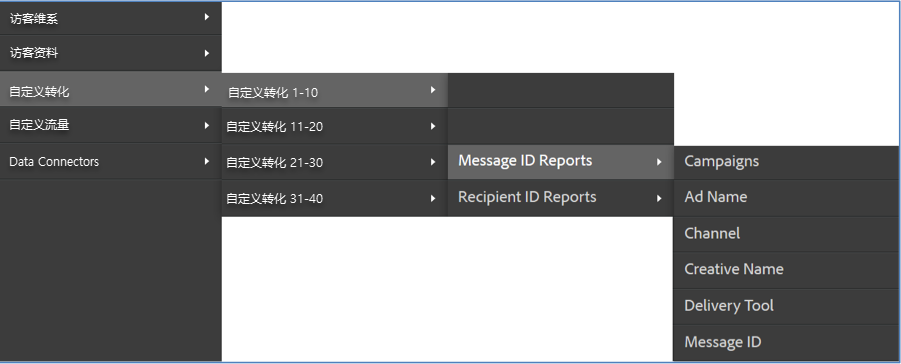 访客维系
访客资料
自定义转化
自定义流量
Data Connectors
自定义转化 1-10
自定义转化 11-20
自定义转化 21-30
自定义转化 31-40
Message ID Reports
Recipient ID Reports
Campaigns
Ad Name
Channel
Creative Name
Delivery Tool
Message ID